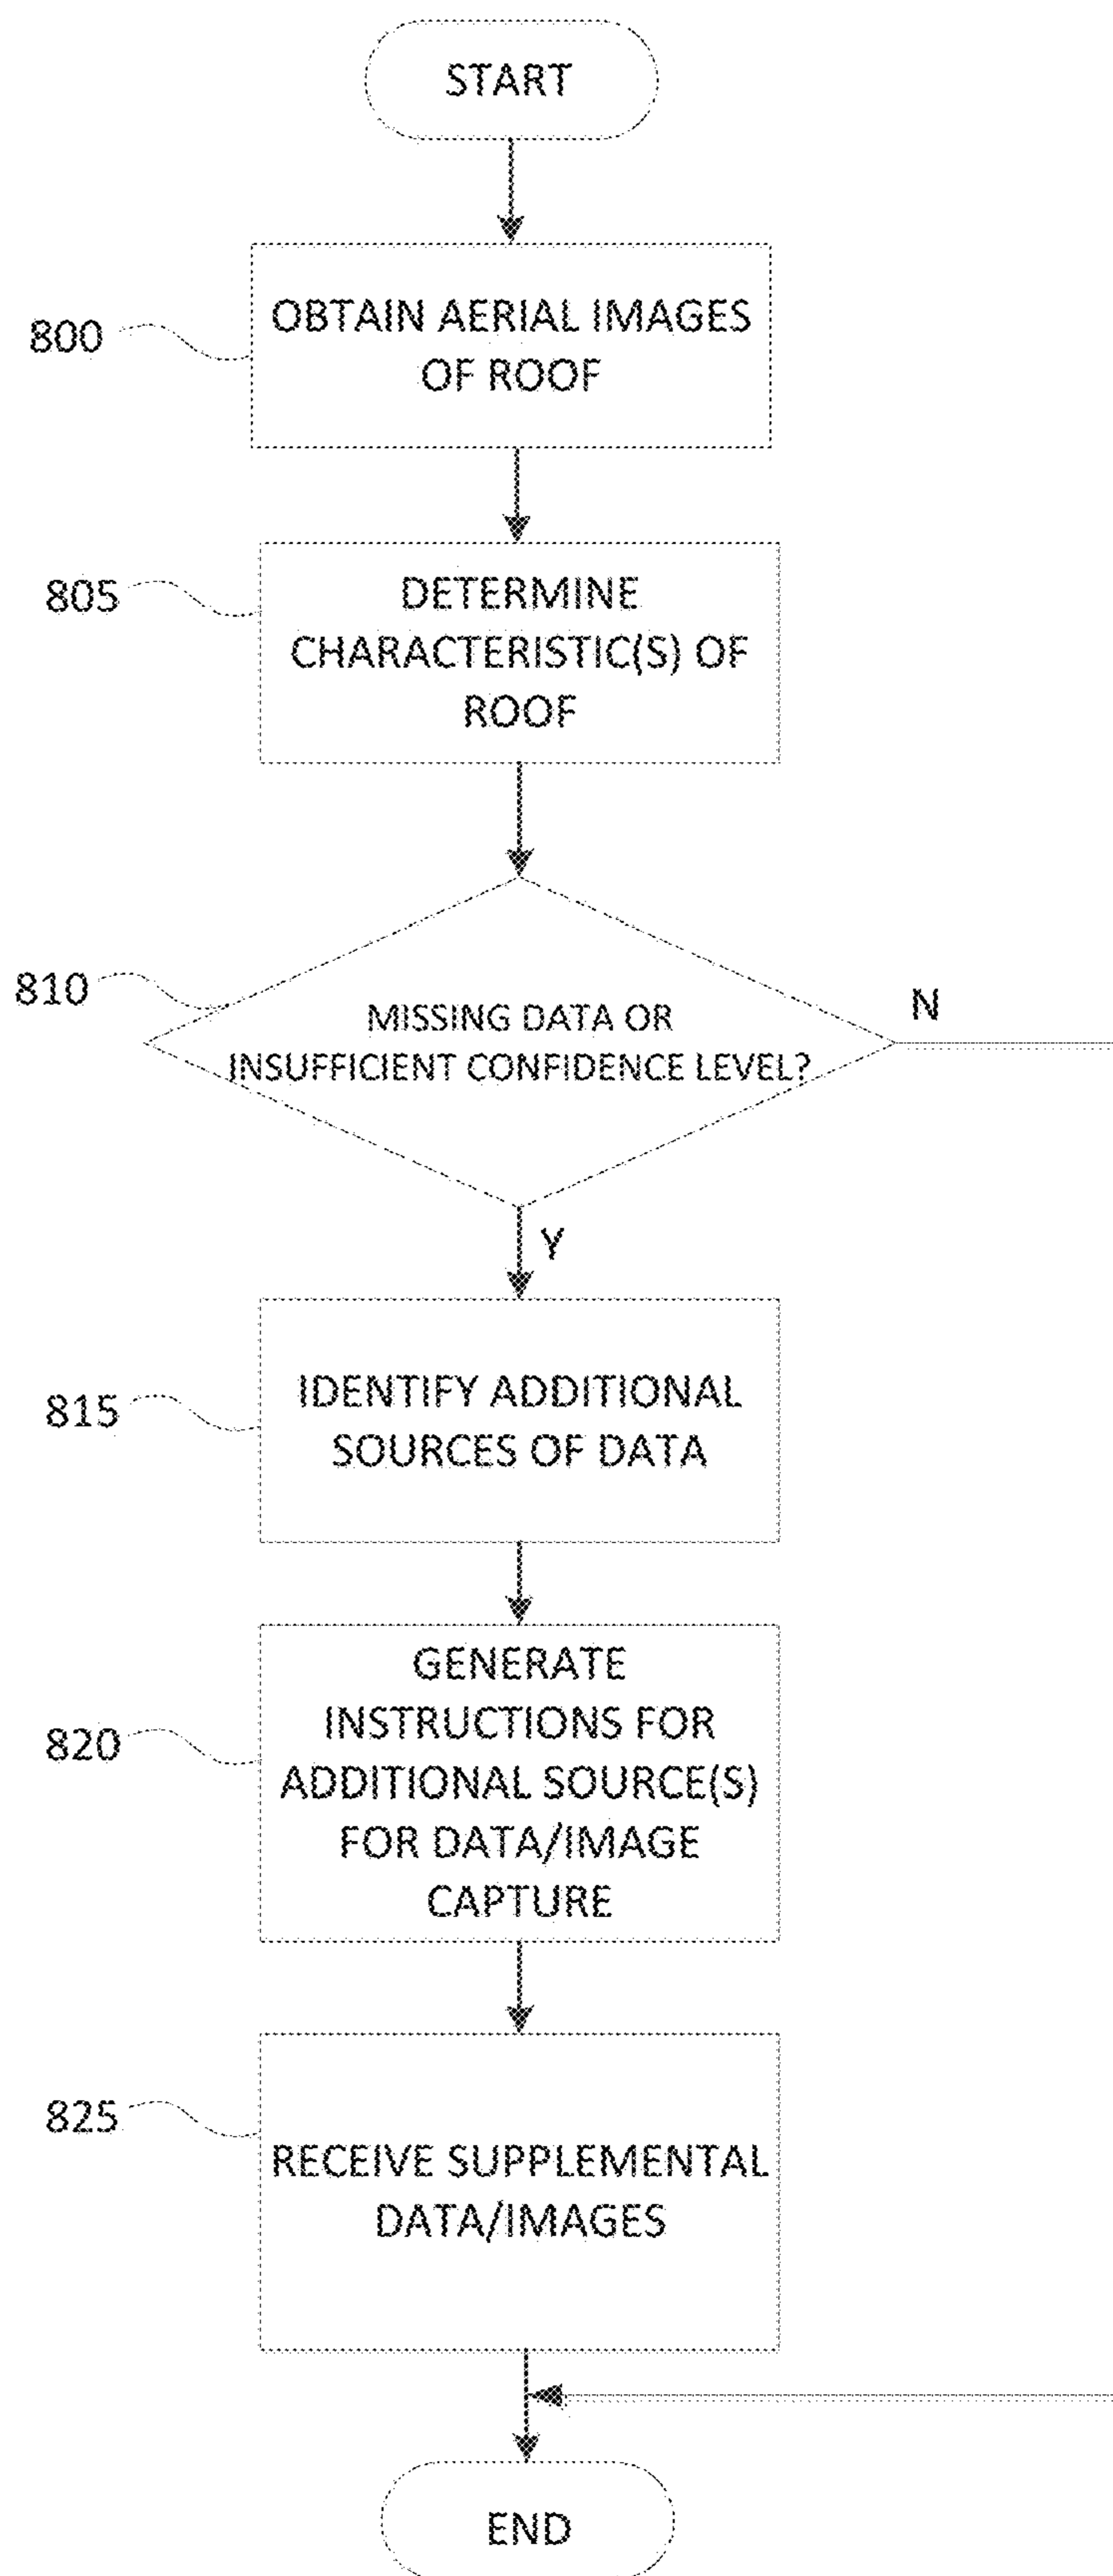 START
800
OBTAIN AERIAL IMAGES
OF ROOF
805
DETERMINE
CHARACTERISTIC(S) OF
ROOF
810
MISSING DATA OR
INSUFFICIENT CONFIDENCE LEVEL?
N
Y
815
IDENTIFY ADDITIONAL
SOURCES OF DATA
820
GENERATE
INSTRUCTIONS FOR
ADDITIONAL SOURCE(S)
FOR DATA/IMAGE
CAPTURE
825
RECEIVE SUPPLEMENTAL
DATA/IMAGES
END